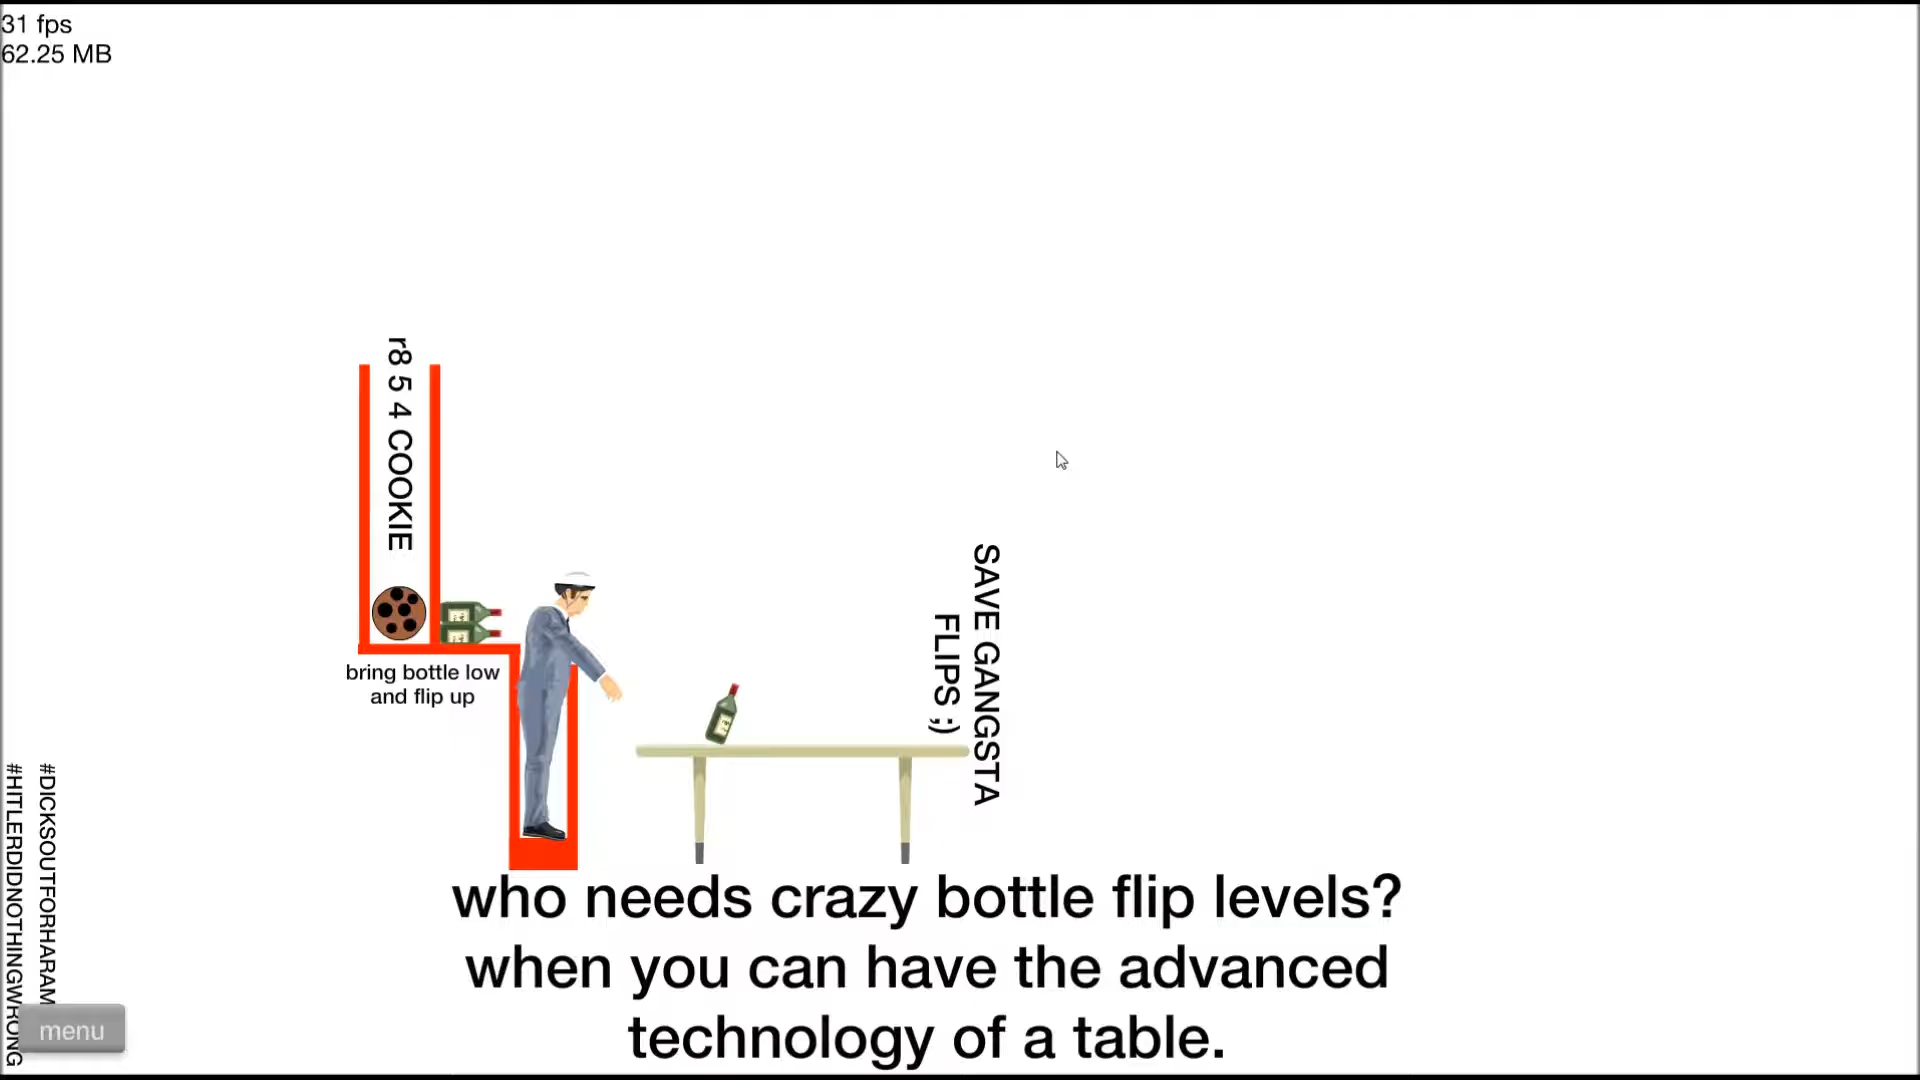 31 fps
62.25 MB
r8 5 4 COOKIE
bring bottle low
and flip up
SAVE GANGSTA
FLIPS ;)
#DICKSOUTFORHARAM
#HITLERDIDNOTHINGWRONG
menu
who needs crazy bottle flip levels?
when you can have the advanced
technology of a table.